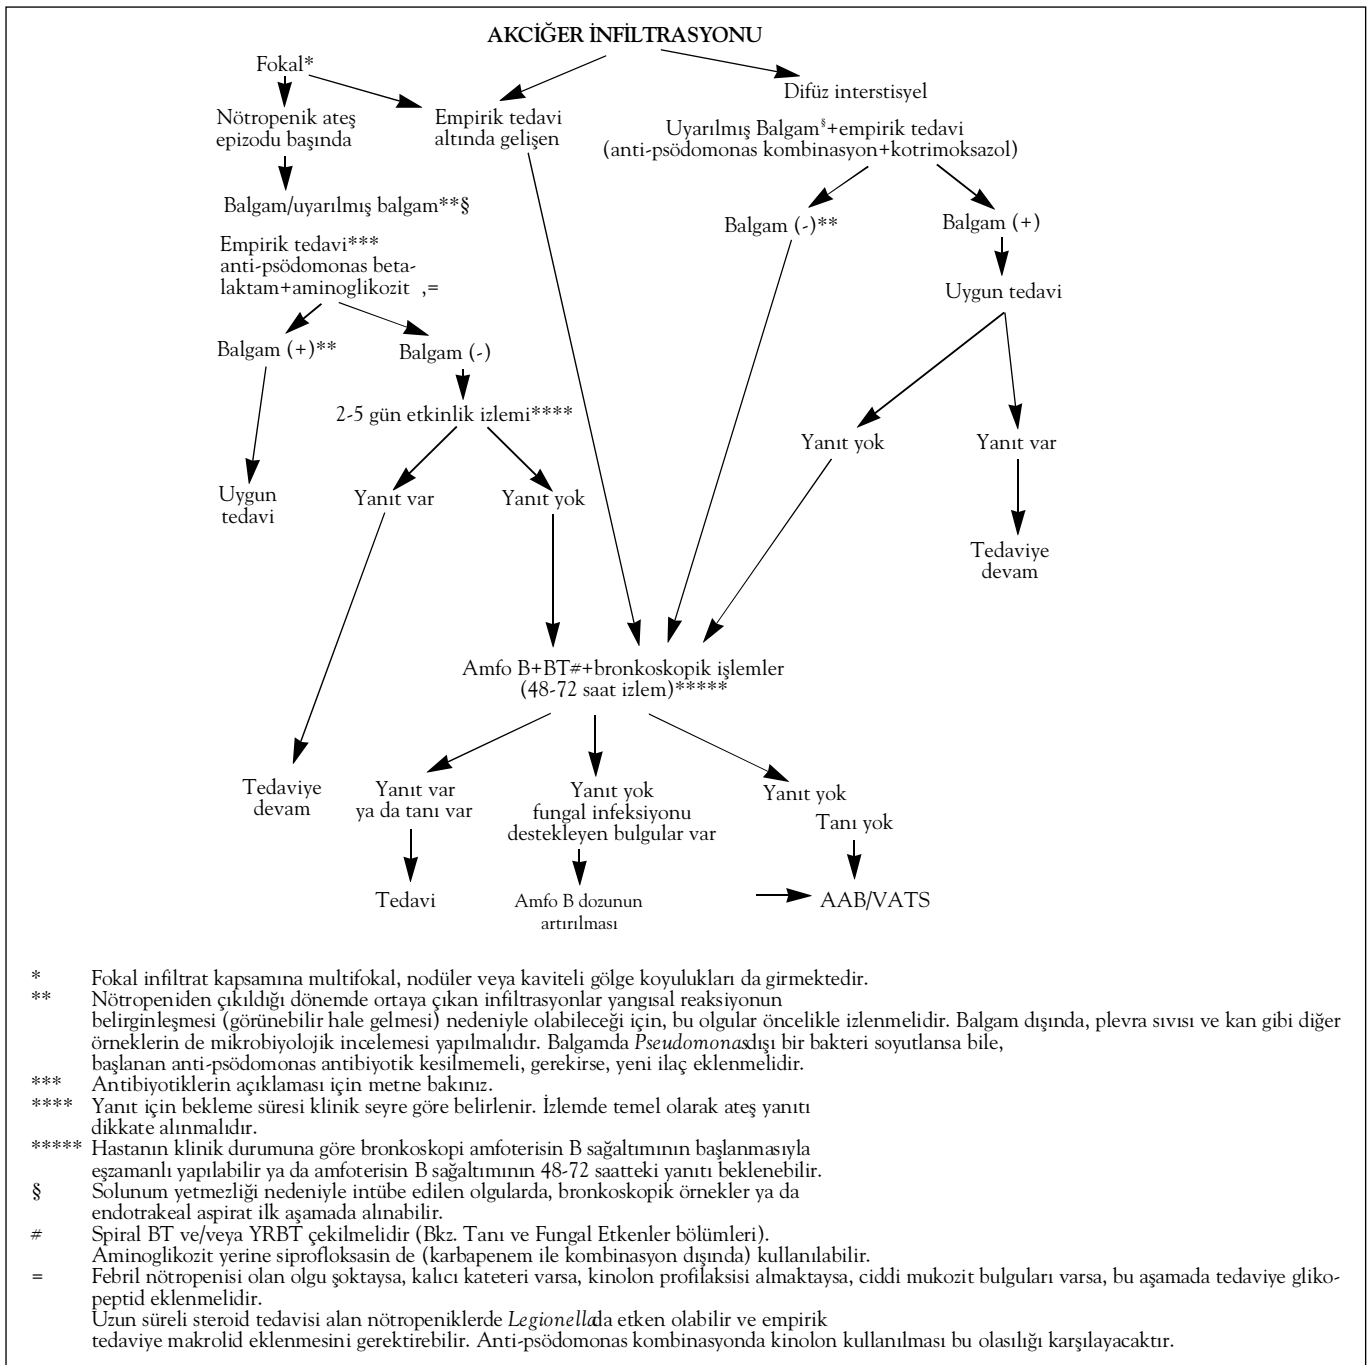 AKCİĞER İNFİLTRASYONU
Fokal*
Difüz interstisyel
Nötropenik ateş
epizodu başında
Empirik tedavi
altında gelişen
Uyarılmış Balgam§+empirik tedavi
(anti-psödomonas kombinasyon+kotrimoksazol)
Balgam/uyarılmış balgam**§
Balgam (-)**
Balgam (+)
Empirik tedavi***
anti-psödomonas beta-
laktam+aminoglikozit ,=
Uygun tedavi
Balgam (+)**
Balgam (-)
2-5 gün etkinlik izlemi****
Yanıt yok
Yanıt var
Uygun
tedavi
Yanıt var
Yanıt yok
Tedaviye
devam
Amfo B+BT#+bronkoskopik işlemler
(48-72 saat izlem)*****
Tedaviye
devam
Yanıt var
ya da tanı var
Yanıt yok
fungal infeksiyonu
destekleyen bulgular var
Yanıt yok
Tanı yok
Tedavi
Amfo B dozunun
artırılması
AAB/VATS
* Fokal infiltrat kapsamına multifokal, nodüler veya kaviteli gölge koyulukları da girmektedir.
** Nötropeniden çıkıldığı dönemde ortaya çıkan infiltrasyonlar yangısal reaksiyonun
belirginleşmesi (görünebilir hale gelmesi) nedeniyle olabileceği için, bu olgular öncelikle izlenmelidir. Balgam dışında, plevra sıvısı ve kan gibi diğer
örneklerin de mikrobiyolojik incelemesi yapılmalıdır. Balgamda Pseudomonasdışı bir bakteri soyutlansa bile,
başlanan anti-psödomonas antibiyotik kesilmemeli, gerekirse, yeni ilaç eklenmelidir.
*** Antibiyotiklerin açıklaması için metne bakınız.
**** Yanıt için bekleme süresi klinik seyre göre belirlenir. İzlemde temel olarak ateş yanıtı
dikkate alınmalıdır.
***** Hastanın klinik durumuna göre bronkoskopi amfoterisin B sağaltımının başlanmasıyla
eşzamanlı yapılabilir ya da amfoterisin B sağaltımının 48-72 saatteki yanıtı beklenebilir.
§ Solunum yetmezliği nedeniyle intübe edilen olgularda, bronkoskopik örnekler ya da
endotrakeal aspirat ilk aşamada alınabilir.
# Spiral BT ve/veya YRBT çekilmelidir (Bkz. Tanı ve Fungal Etkenler bölümleri).
Aminoglikozit yerine siprofloksasin de (karbapenem ile kombinasyon dışında) kullanılabilir.
= Febril nötropenisi olan olgu şoktaysa, kalıcı kateteri varsa, kinolon profilaksisi almaktaysa, ciddi mukozit bulguları varsa, bu aşamada tedaviye gliko-
peptid eklenmelidir.
Uzun süreli steroid tedavisi alan nötropeniklerde Legionellada etken olabilir ve empirik
tedaviye makrolid eklenmesini gerektirebilir. Anti-psödomonas kombinasyonda kinolon kullanılması bu olasılığı karşılayacaktır.